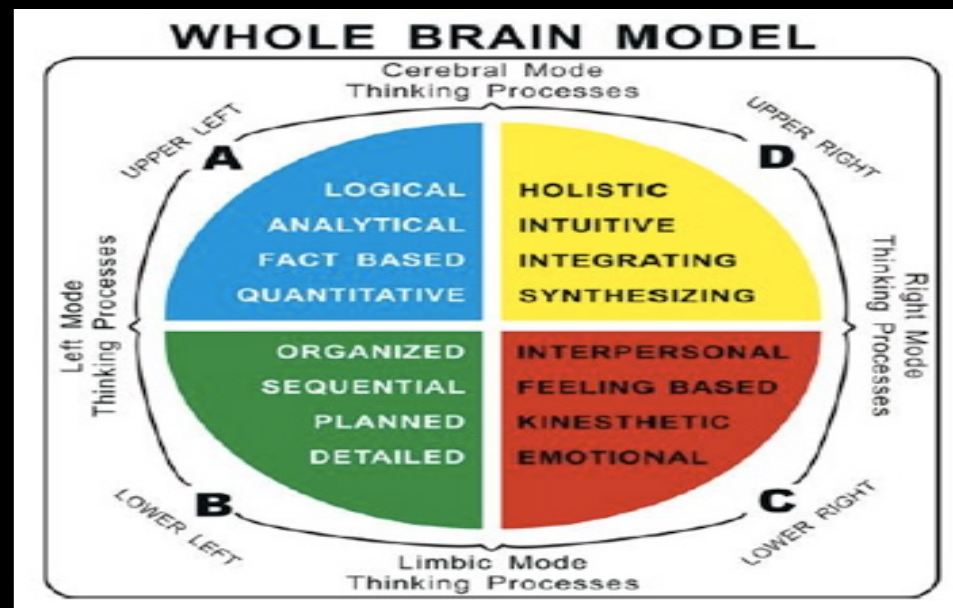 WHOLE BRAIN MODEL
Cerebral Mode
Thinking Processes
UPPER LEFT
A
UPPER RIGHT
D
LOGICAL
ANALYTICAL
FACT BASED
QUANTITATIVE
HOLISTIC
INTUITIVE
INTEGRATING
SYNTHESIZING
Left Mode
Thinking Processes
Right Mode
Thinking Processes
ORGANIZED
SEQUENTIAL
PLANNED
DETAILED
INTERPERSONAL
FEELING BASED
KINESTHETIC
EMOTIONAL
B
LOWER LEFT
C
LOWER RIGHT
Limbic Mode
Thinking Processes